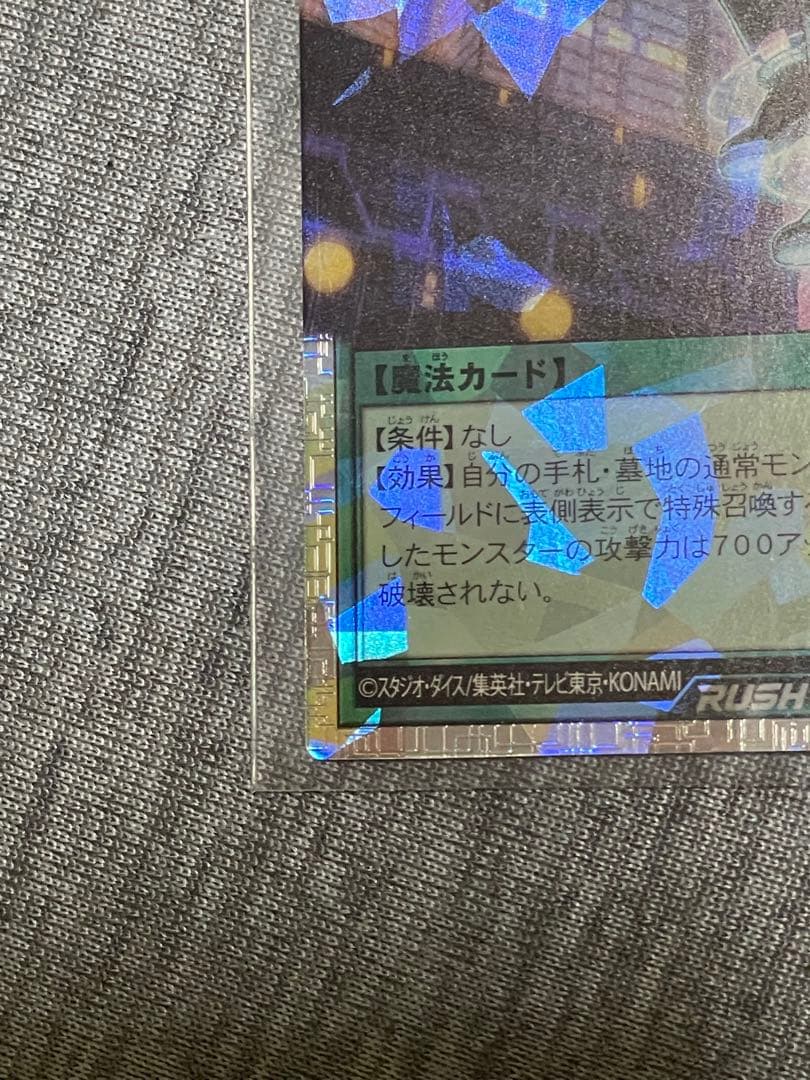 【魔法カード】
【条件】なし
【効果】自分の手札・墓地の通常モン
フィールドに表側表示で特殊召喚す
したモンスターの攻撃力は700ア
破壊されない。
©スタジオ・ダイス/集英社・テレビ東京・KONAMI
RUSH